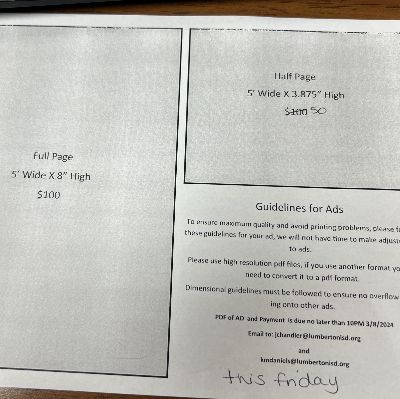 Full Page
5' Wide X 8" High
$100
Half Page
5' Wide X 3.875" High
$100 50
Guidelines for Ads
To ensure maximum quality and avoid printing problems, please
these guidelines for your ad, we will not have time to make
to ads.
Please use high resolution pdf files, if you use another format
need to convert it to a pdf format.
Dimensional guidelines must be followed to ensure no overflow
ing onto other ads.
PDF of AD and Payment is due no later than 10PM 3/8/2024
Email to: jchandler@lumbertonisd.org
and
kmdaniels@lumbertonisd.org
this friday